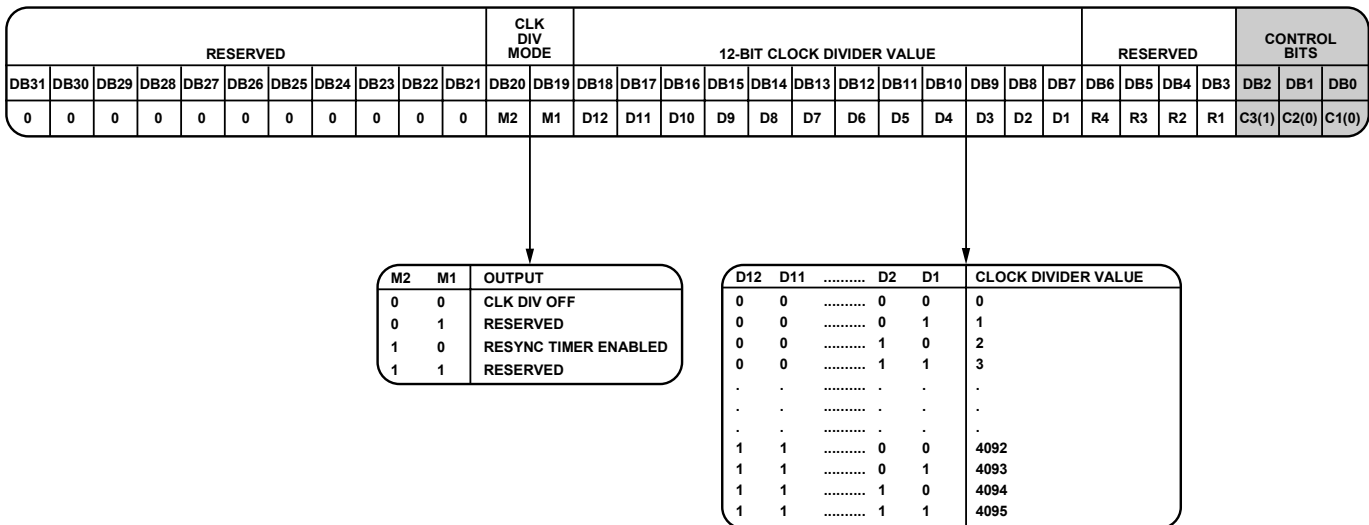 RESERVED CLK DIV MODE 12-BIT CLOCK DIVIDER VALUE RESERVED CONTROL BITS
DB31 DB30 DB29 DB28 DB27 DB26 DB25 DB24 DB23 DB22 DB21 DB20 DB19 DB18 DB17 DB16 DB15 DB14 DB13 DB12 DB11 DB10 DB9 DB8 DB7 DB6 DB5 DB4 DB3 DB2 DB1 DB0
0 0 0 0 0 0 0 0 0 0 0 M2 M1 D12 D11 D10 D9 D8 D7 D6 D5 D4 D3 D2 D1 R4 R3 R2 R1 C3(1) C2(0) C1(0)
M2 M1 OUTPUT
0 0 CLK DIV OFF
0 1 RESERVED
1 0 RESYNC TIMER ENABLED
1 1 RESERVED
D12 D11 .......... D2 D1 CLOCK DIVIDER VALUE
0 0 .......... 0 0 0
0 0 .......... 0 1 1
0 0 .......... 1 0 2
0 0 .......... 1 1 3
. . .......... . . .
. . .......... . . .
. . .......... . . .
1 1 .......... 0 0 4092
1 1 .......... 0 1 4093
1 1 .......... 1 0 4094
1 1 .......... 1 1 4095